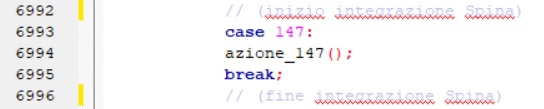 6992 // (inizio integrazione Spina)
6993 case 147:
6994 azione_147();
6995 break;
6996 // (fine integrazione Spina)